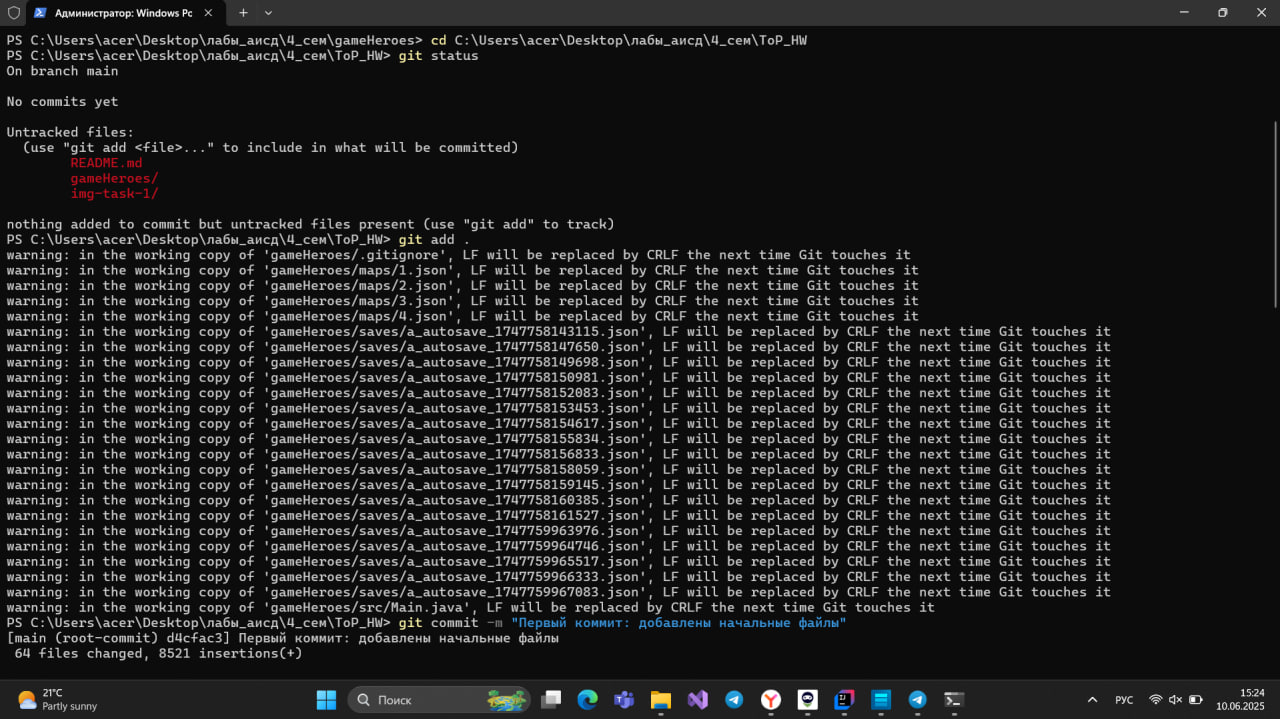 Администратор: Windows Pc
PS C:\Users\acer\Desktop\лабы_аисд\4_сем\gameHeroes> cd C:\Users\acer\Desktop\лабы_аисд\4_сем\ToP_HW
PS C:\Users\acer\Desktop\лабы_аисд\4_сем\ToP_HW> git status
On branch main
No commits yet
Untracked files:
(use "git add <file>..." to include in what will be committed)
README.md
gameHeroes/
img-task-1/
nothing added to commit but untracked files present (use "git add" to track)
PS C:\Users\acer\Desktop\лабы_аисд\4_сем\ToP_HW> git add .
warning: in the working copy of 'gameHeroes/.gitignore', LF will be replaced by CRLF the next time Git touches it
warning: in the working copy of 'gameHeroes/maps/1.json', LF will be replaced by CRLF the next time Git touches it
warning: in the working copy of 'gameHeroes/maps/2.json', LF will be replaced by CRLF the next time Git touches it
warning: in the working copy of 'gameHeroes/maps/3.json', LF will be replaced by CRLF the next time Git touches it
warning: in the working copy of 'gameHeroes/maps/4.json', LF will be replaced by CRLF the next time Git touches it
warning: in the working copy of 'gameHeroes/saves/a_autosave_1747758143115.json', LF will be replaced by CRLF the next time Git touches it
warning: in the working copy of 'gameHeroes/saves/a_autosave_1747758147650.json', LF will be replaced by CRLF the next time Git touches it
warning: in the working copy of 'gameHeroes/saves/a_autosave_1747758149698.json', LF will be replaced by CRLF the next time Git touches it
warning: in the working copy of 'gameHeroes/saves/a_autosave_1747758150981.json', LF will be replaced by CRLF the next time Git touches it
warning: in the working copy of 'gameHeroes/saves/a_autosave_1747758152083.json', LF will be replaced by CRLF the next time Git touches it
warning: in the working copy of 'gameHeroes/saves/a_autosave_1747758153453.json', LF will be replaced by CRLF the next time Git touches it
warning: in the working copy of 'gameHeroes/saves/a_autosave_1747758154617.json', LF will be replaced by CRLF the next time Git touches it
warning: in the working copy of 'gameHeroes/saves/a_autosave_1747758155834.json', LF will be replaced by CRLF the next time Git touches it
warning: in the working copy of 'gameHeroes/saves/a_autosave_1747758156833.json', LF will be replaced by CRLF the next time Git touches it
warning: in the working copy of 'gameHeroes/saves/a_autosave_1747758158059.json', LF will be replaced by CRLF the next time Git touches it
warning: in the working copy of 'gameHeroes/saves/a_autosave_1747758159145.json', LF will be replaced by CRLF the next time Git touches it
warning: in the working copy of 'gameHeroes/saves/a_autosave_1747758160385.json', LF will be replaced by CRLF the next time Git touches it
warning: in the working copy of 'gameHeroes/saves/a_autosave_1747758161527.json', LF will be replaced by CRLF the next time Git touches it
warning: in the working copy of 'gameHeroes/saves/a_autosave_1747759963976.json', LF will be replaced by CRLF the next time Git touches it
warning: in the working copy of 'gameHeroes/saves/a_autosave_1747759964746.json', LF will be replaced by CRLF the next time Git touches it
warning: in the working copy of 'gameHeroes/saves/a_autosave_1747759965517.json', LF will be replaced by CRLF the next time Git touches it
warning: in the working copy of 'gameHeroes/saves/a_autosave_1747759966333.json', LF will be replaced by CRLF the next time Git touches it
warning: in the working copy of 'gameHeroes/saves/a_autosave_1747759967083.json', LF will be replaced by CRLF the next time Git touches it
warning: in the working copy of 'gameHeroes/src/Main.java', LF will be replaced by CRLF the next time Git touches it
PS C:\Users\acer\Desktop\лабы_аисд\4_сем\ToP_HW> git commit -m "Первый коммит: добавлены начальные файлы"
[main (root-commit) d4cfac3] Первый коммит: добавлены начальные файлы
64 files changed, 8521 insertions(+)
21°C
Partly sunny
Поиск
РУС
15:24
10.06.2025